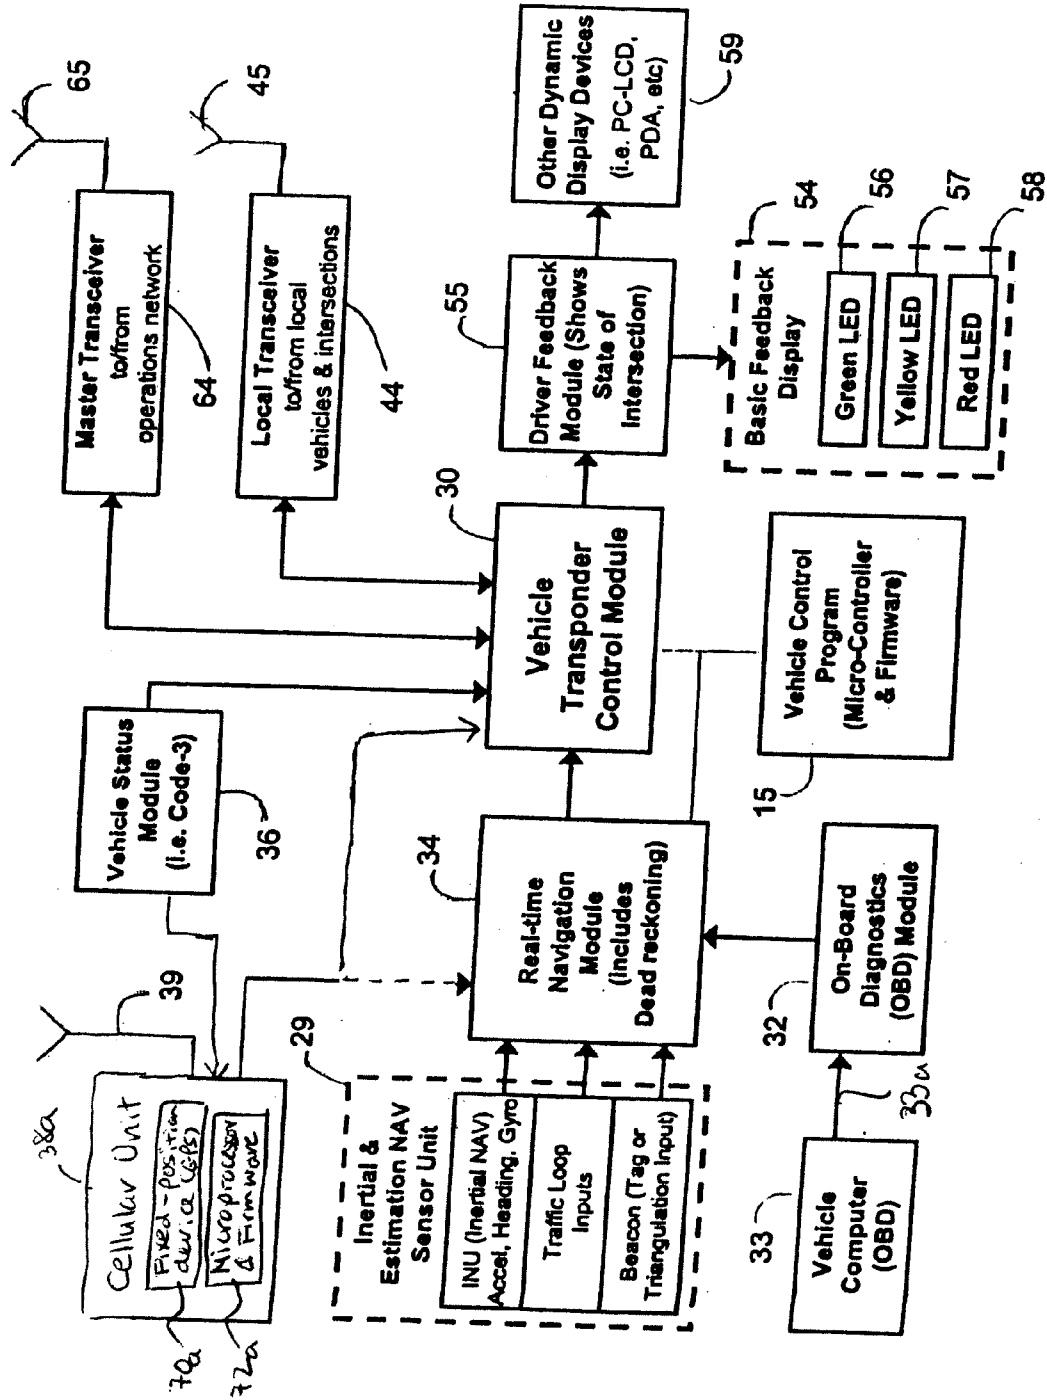 38a
Cellular Unit
Fixed-position
device (GPS)
Microprocessor
& Firmware
70a
72a
39
Vehicle Status
Module
(i.e. Code-3)
36
Master Transceiver
to/from
operations network
64
65
Local Transceiver
to/from local
vehicles & intersections
44
45
29
Inertial &
Estimation NAV
Sensor Unit
INU (Inertial NAV)
Accel, Heading, Gyro
Traffic Loop
Inputs
Beacon (Tag or
Triangulation Input)
34
Real-time
Navigation
Module
(includes
Dead reckoning)
30
Vehicle
Transponder
Control Module
55
Driver Feedback
Module (Shows
State of
Intersection)
Other Dynamic
Display Devices
(i.e. PC-LCD,
PDA, etc)
59
33
Vehicle
Computer
(OBD)
33a
32
On-Board
Diagnostics
(OBD) Module
15
Vehicle Control
Program
(Micro-Controller
& Firmware)
54
Basic Feedback
Display
Green LED
56
Yellow LED
57
Red LED
58